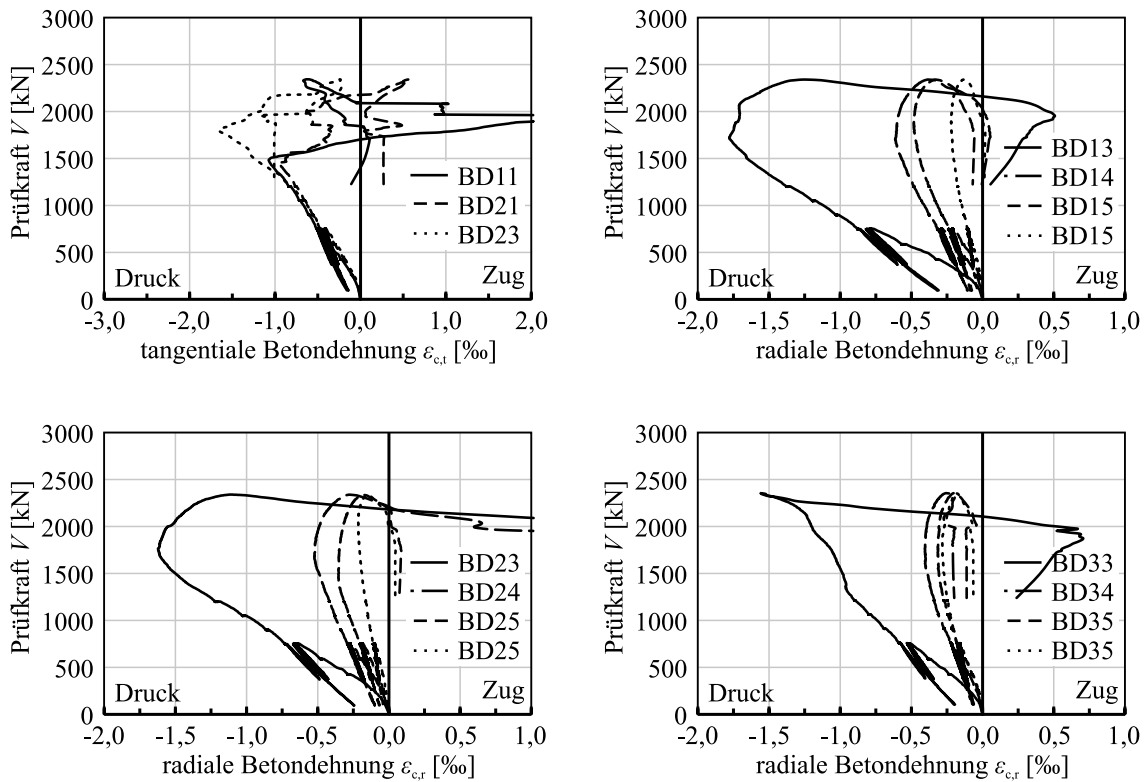 3000
2500
2000
1500
1000
500
0
Prüfkraft V [kN]
BD11
BD21
BD23
Druck
Zug
-3,0 -2,0 -1,0 0,0 1,0 2,0
tangentiale Betondehnung εc,t [‰]
3000
2500
2000
1500
1000
500
0
Prüfkraft V [kN]
BD13
BD14
BD15
BD15
Druck
Zug
-2,0 -1,5 -1,0 -0,5 0,0 0,5 1,0
radiale Betondehnung εc,r [‰]
3000
2500
2000
1500
1000
500
0
Prüfkraft V [kN]
BD23
BD24
BD25
BD25
Druck
Zug
-2,0 -1,5 -1,0 -0,5 0,0 0,5 1,0
radiale Betondehnung εc,r [‰]
3000
2500
2000
1500
1000
500
0
Prüfkraft V [kN]
BD33
BD34
BD35
BD35
Druck
Zug
-2,0 -1,5 -1,0 -0,5 0,0 0,5 1,0
radiale Betondehnung εc,r [‰]